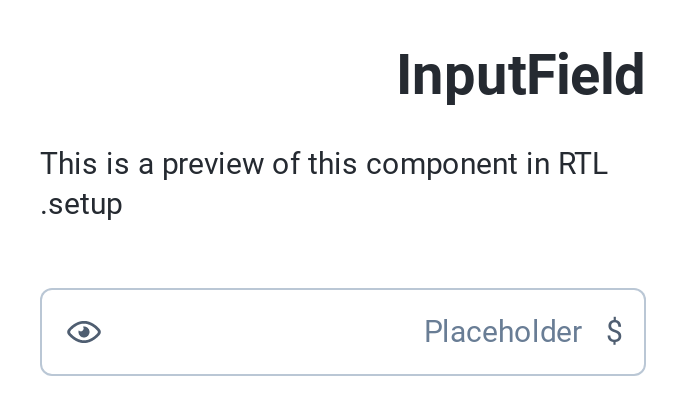 InputField
This is a preview of this component in RTL
.setup
Placeholder $